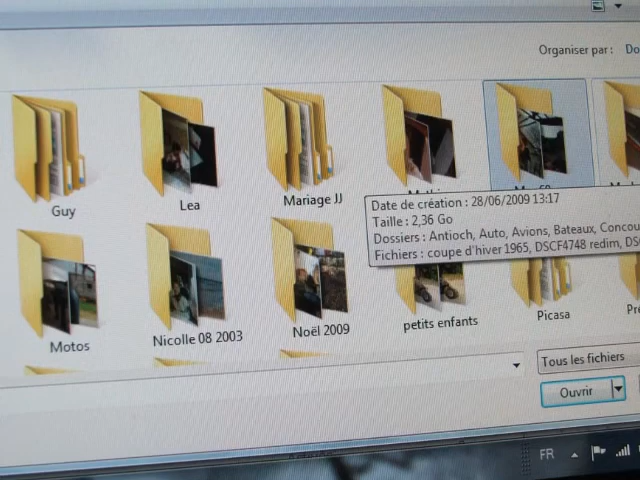 Organiser par :
Guy
Lea
Mariage JJ
Date de création : 28/06/2009 13:17
Taille : 2,36 Go
Dossiers : Antioch, Auto, Avions, Bateaux,
Fichiers : coupe d'hiver 1965, DSCF4748 redim,
Motos
Nicolle 08 2003
Noël 2009
petits enfants
Picasa
Tous les fichiers
Ouvrir
FR